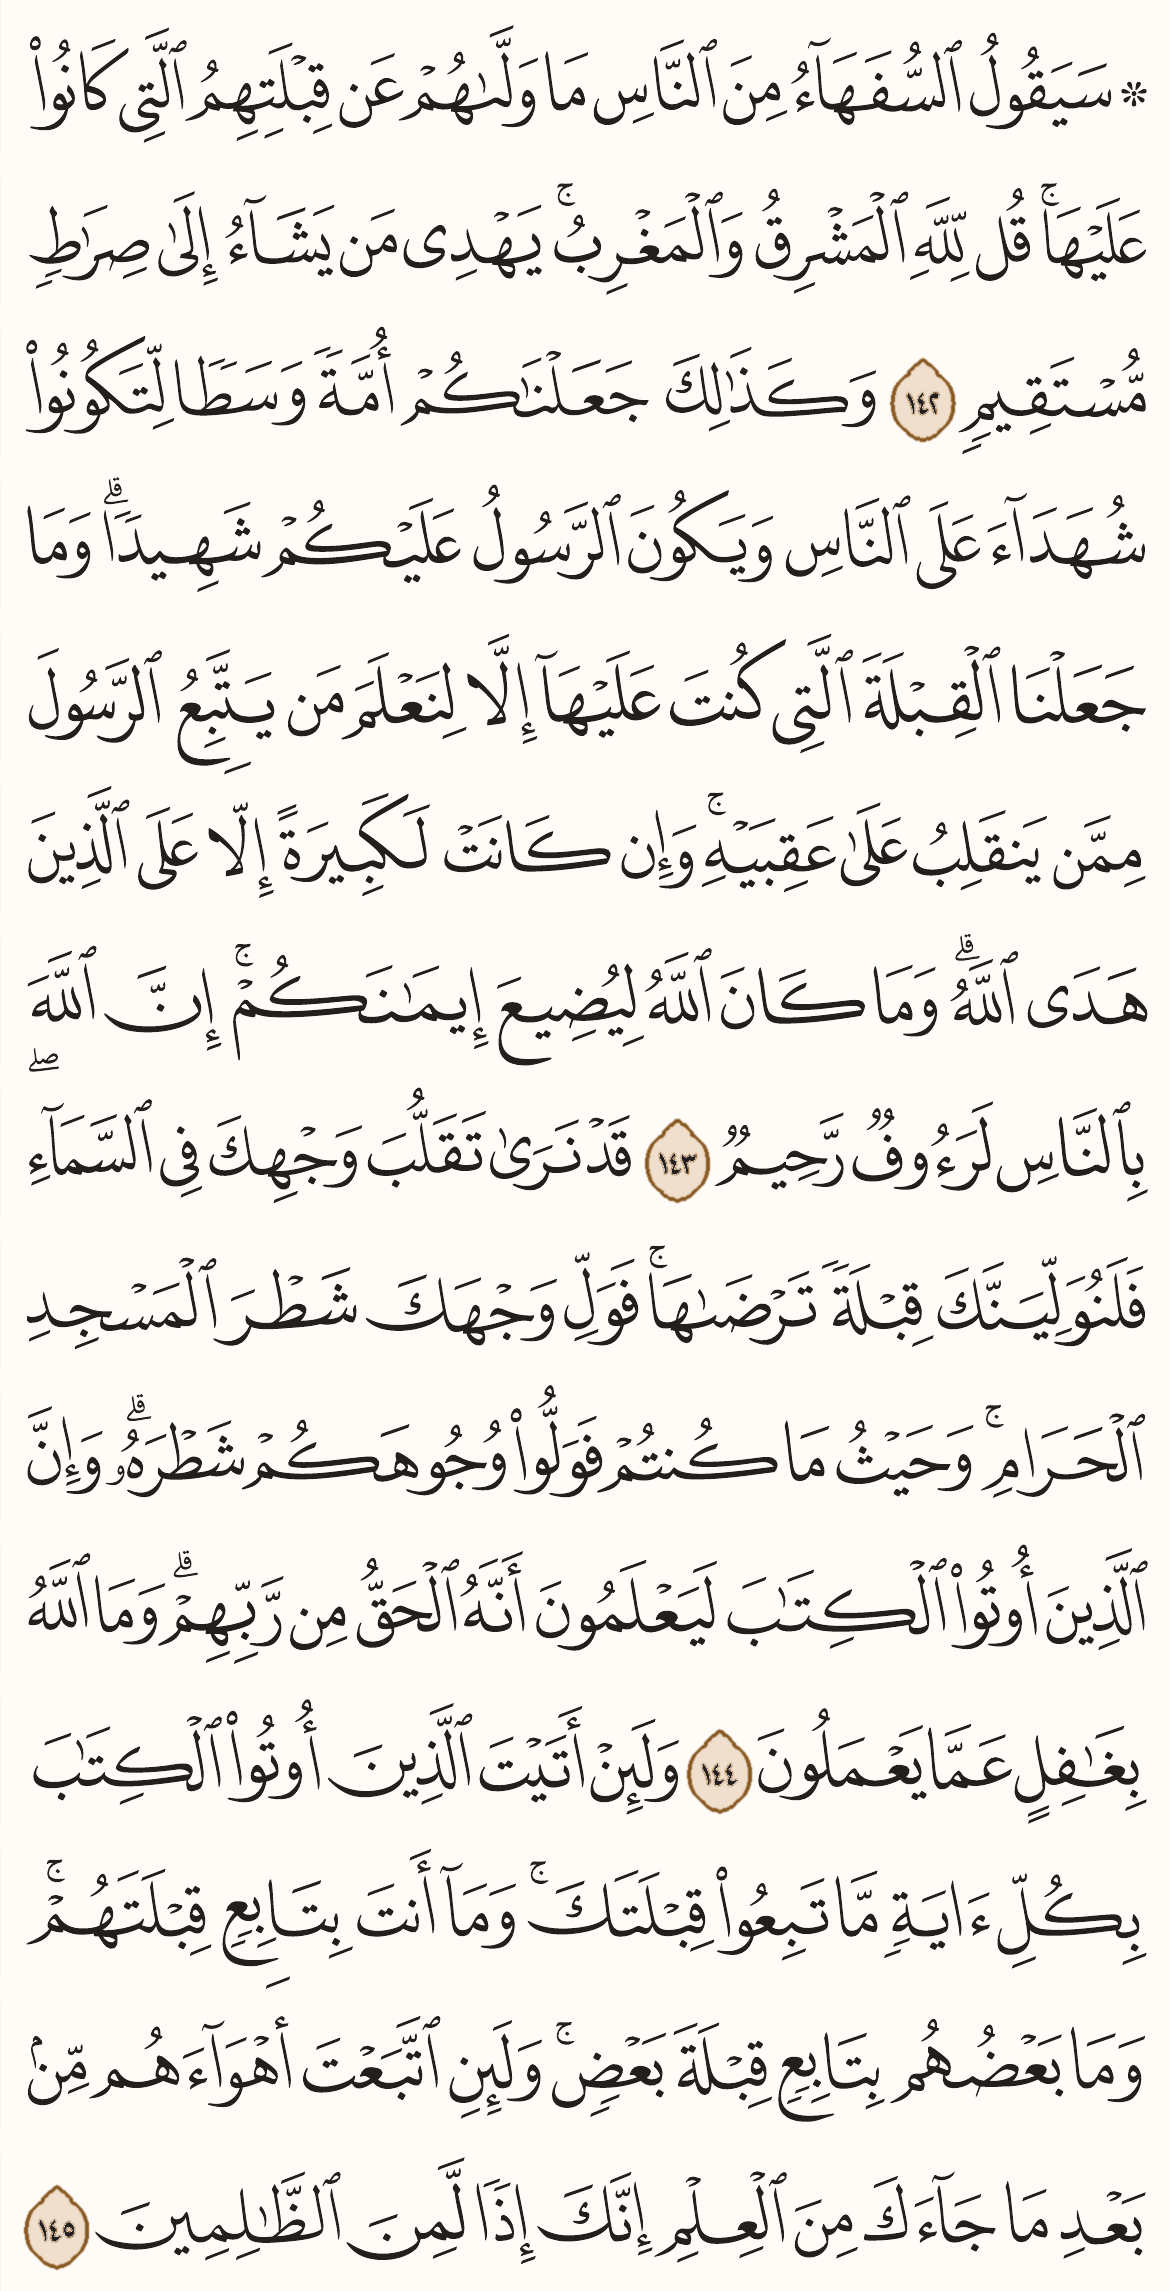 ۞ سَيَقُولُ ٱلسُّفَهَآءُ مِنَ ٱلنَّاسِ مَا وَلَّىٰهُمْ عَن قِبْلَتِهِمُ ٱلَّتِى كَانُوا۟
عَلَيْهَا ۚ قُل لِّلَّهِ ٱلْمَشْرِقُ وَٱلْمَغْرِبُ ۚ يَهْدِى مَن يَشَآءُ إِلَىٰ صِرَٰطٍ
مُّسْتَقِيمٍ ١٤٢ وَكَذَٰلِكَ جَعَلْنَٰكُمْ أُمَّةً وَسَطًا لِّتَكُونُوا۟
شُهَدَآءَ عَلَى ٱلنَّاسِ وَيَكُونَ ٱلرَّسُولُ عَلَيْكُمْ شَهِيدًا ۗ وَمَا
جَعَلْنَا ٱلْقِبْلَةَ ٱلَّتِى كُنتَ عَلَيْهَآ إِلَّا لِنَعْلَمَ مَن يَتَّبِعُ ٱلرَّسُولَ
مِمَّن يَنقَلِبُ عَلَىٰ عَقِبَيْهِ ۚ وَإِن كَانَتْ لَكَبِيرَةً إِلَّا عَلَى ٱلَّذِينَ
هَدَى ٱللَّهُ ۗ وَمَا كَانَ ٱللَّهُ لِيُضِيعَ إِيمَٰنَكُمْ ۚ إِنَّ ٱللَّهَ
بِٱلنَّاسِ لَرَءُوفٌ رَّحِيمٌ ١٤٣ قَدْ نَرَىٰ تَقَلُّبَ وَجْهِكَ فِى ٱلسَّمَآءِ ۖ
فَلَنُوَلِّيَنَّكَ قِبْلَةً تَرْضَىٰهَا ۚ فَوَلِّ وَجْهَكَ شَطْرَ ٱلْمَسْجِدِ
ٱلْحَرَامِ ۚ وَحَيْثُ مَا كُنتُمْ فَوَلُّوا۟ وُجُوهَكُمْ شَطْرَهُۥ ۗ وَإِنَّ
ٱلَّذِينَ أُوتُوا۟ ٱلْكِتَٰبَ لَيَعْلَمُونَ أَنَّهُ ٱلْحَقُّ مِن رَّبِّهِمْ ۗ وَمَا ٱللَّهُ
بِغَٰفِلٍ عَمَّا يَعْمَلُونَ ١٤٤ وَلَئِنْ أَتَيْتَ ٱلَّذِينَ أُوتُوا۟ ٱلْكِتَٰبَ
بِكُلِّ ءَايَةٍ مَّا تَبِعُوا۟ قِبْلَتَكَ ۚ وَمَآ أَنتَ بِتَابِعٍ قِبْلَتَهُمْ ۚ
وَمَا بَعْضُهُم بِتَابِعٍ قِبْلَةَ بَعْضٍ ۚ وَلَئِنِ ٱتَّبَعْتَ أَهْوَآءَهُم مِّنۢ
بَعْدِ مَا جَآءَكَ مِنَ ٱلْعِلْمِ إِنَّكَ إِذًا لَّمِنَ ٱلظَّٰلِمِينَ ١٤٥